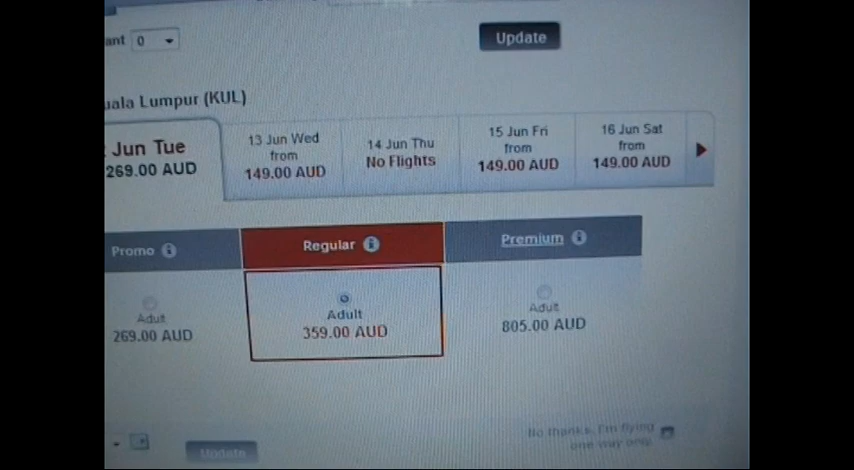 ant 0
Update
uala Lumpur (KUL)
Jun Tue
269.00 AUD
13 Jun Wed
from
149.00 AUD
14 Jun Thu
No Flights
15 Jun Fri
from
149.00 AUD
16 Jun Sat
from
149.00 AUD
Promo
Regular
Premium
Adult
269.00 AUD
Adult
359.00 AUD
Adult
805.00 AUD
Update
No thanks, I'm flying
one way only.